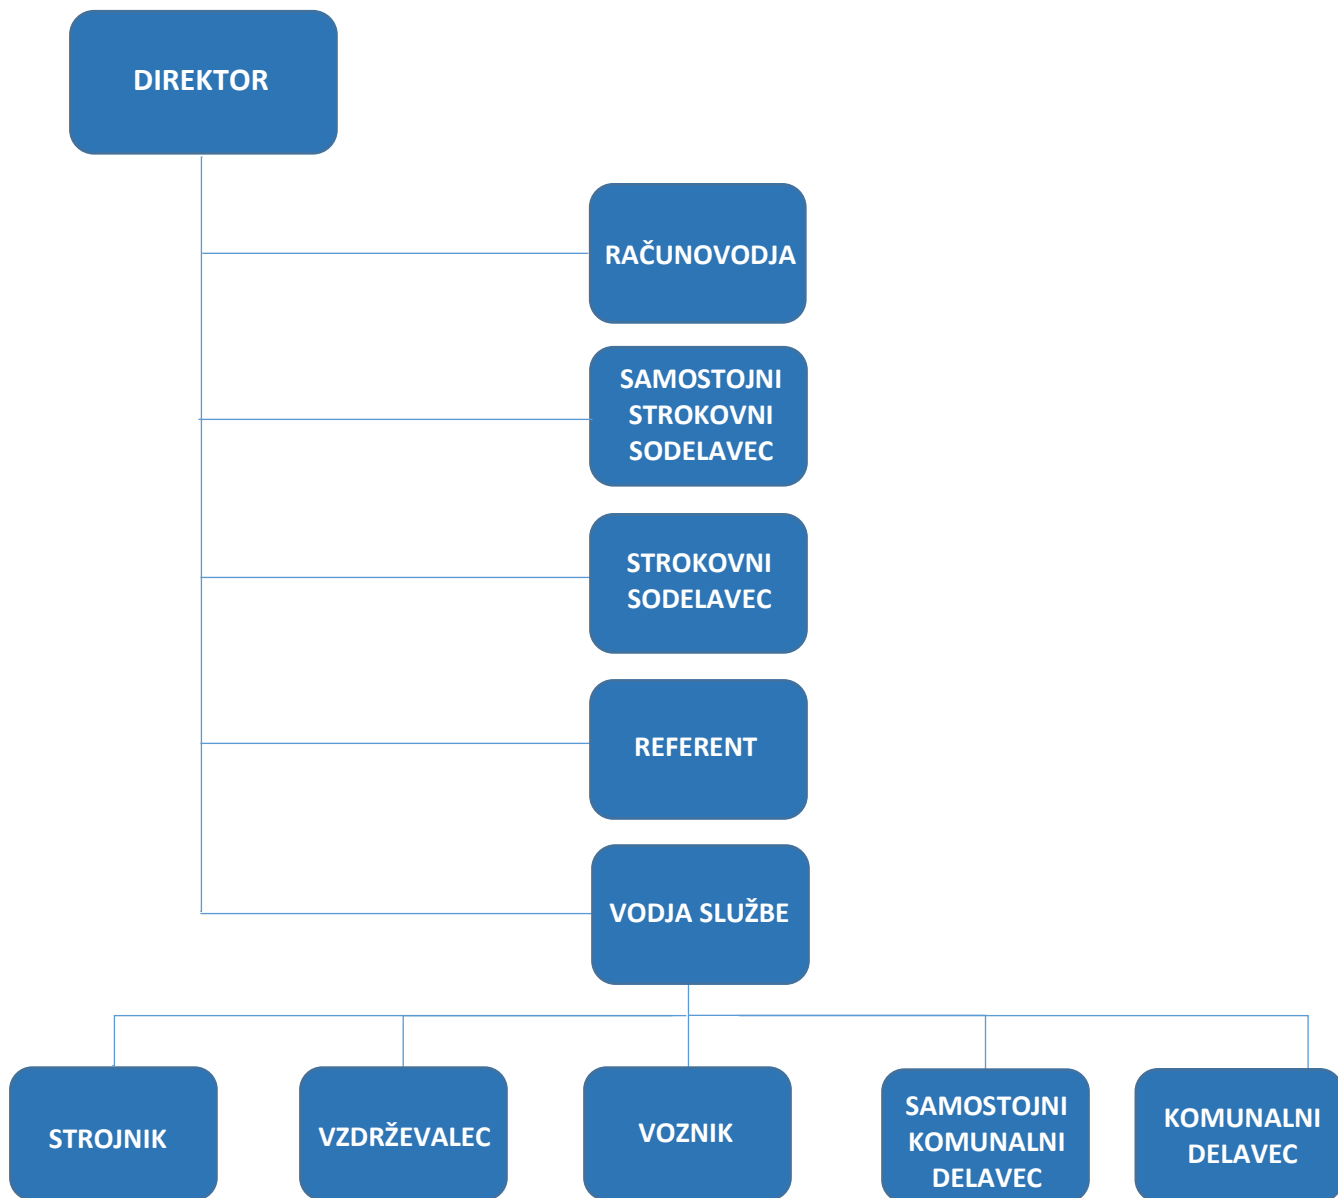 DIREKTOR
RAČUNOVODJA
SAMOSTOJNI
STROKOVNI
SODELAVEC
STROKOVNI
SODELAVEC
REFERENT
VODJA SLUŽBE
STROJNIK
VZDRŽEVALEC
VOZNIK
SAMOSTOJNI
KOMUNALNI
DELAVEC
KOMUNALNI
DELAVEC